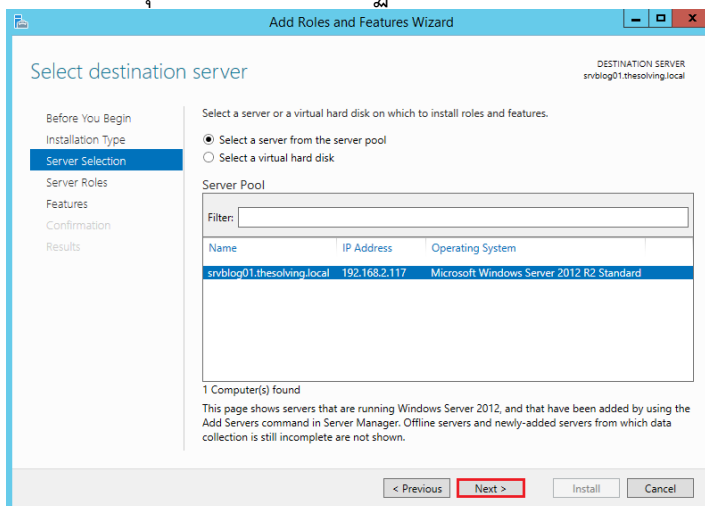 Add Roles and Features Wizard
Select destination server
DESTINATION SERVER
srvblog01.thesolving.local
Before You Begin
Installation Type
Server Selection
Server Roles
Features
Confirmation
Results
Select a server or a virtual hard disk on which to install roles and features.
Select a server from the server pool
Select a virtual hard disk
Server Pool
Filter:
Name IP Address Operating System
srvblog01.thesolving.local 192.168.2.117 Microsoft Windows Server 2012 R2 Standard
1 Computer(s) found
This page shows servers that are running Windows Server 2012, and that have been added by using the
Add Servers command in Server Manager. Offline servers and newly-added servers from which data
collection is still incomplete are not shown.
< Previous Next > Install Cancel